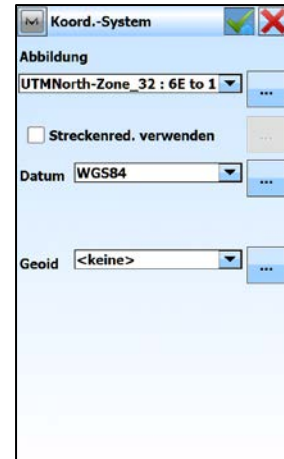 Koord.-System
Abbildung
UTMNorth-Zone_32 : 6E to 1
...
Streckenred. verwenden
...
Datum WGS84
...
Geoid <keine>
...